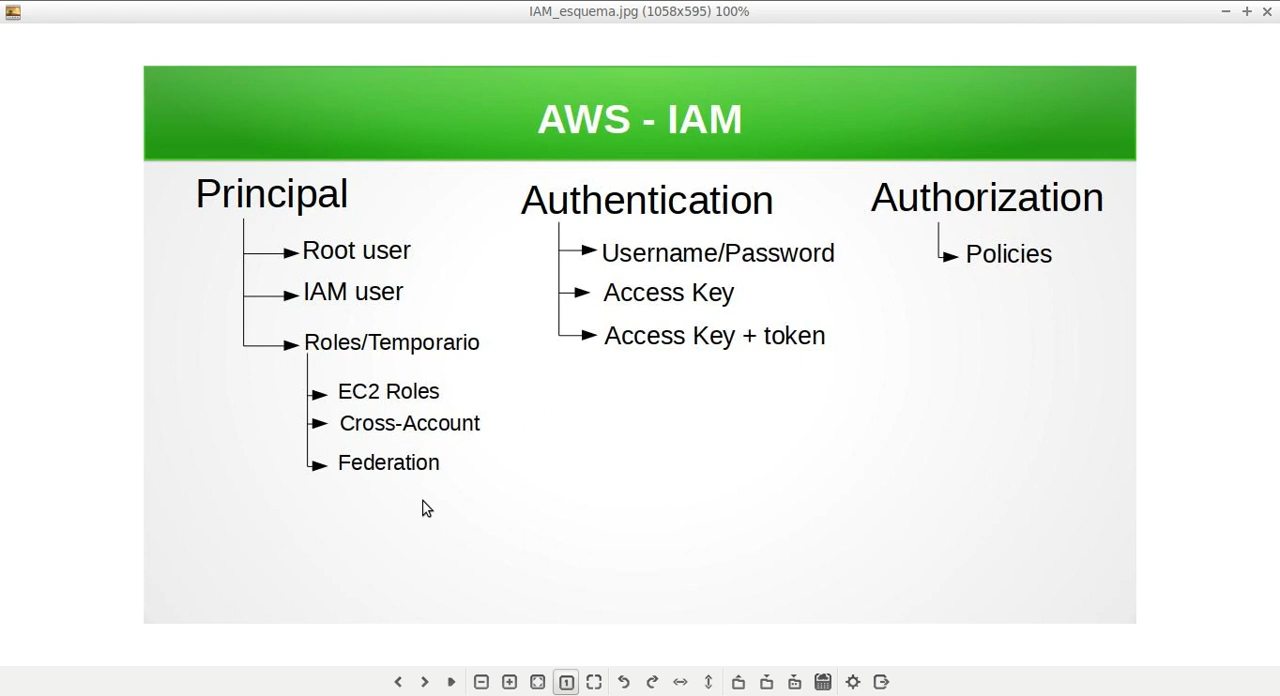 IAM_esquema.jpg (1058x595) 100%
AWS - IAM
Principal
Root user
IAM user
Roles/Temporario
EC2 Roles
Cross-Account
Federation
Authentication
Username/Password
Access Key
Access Key + token
Authorization
Policies
1